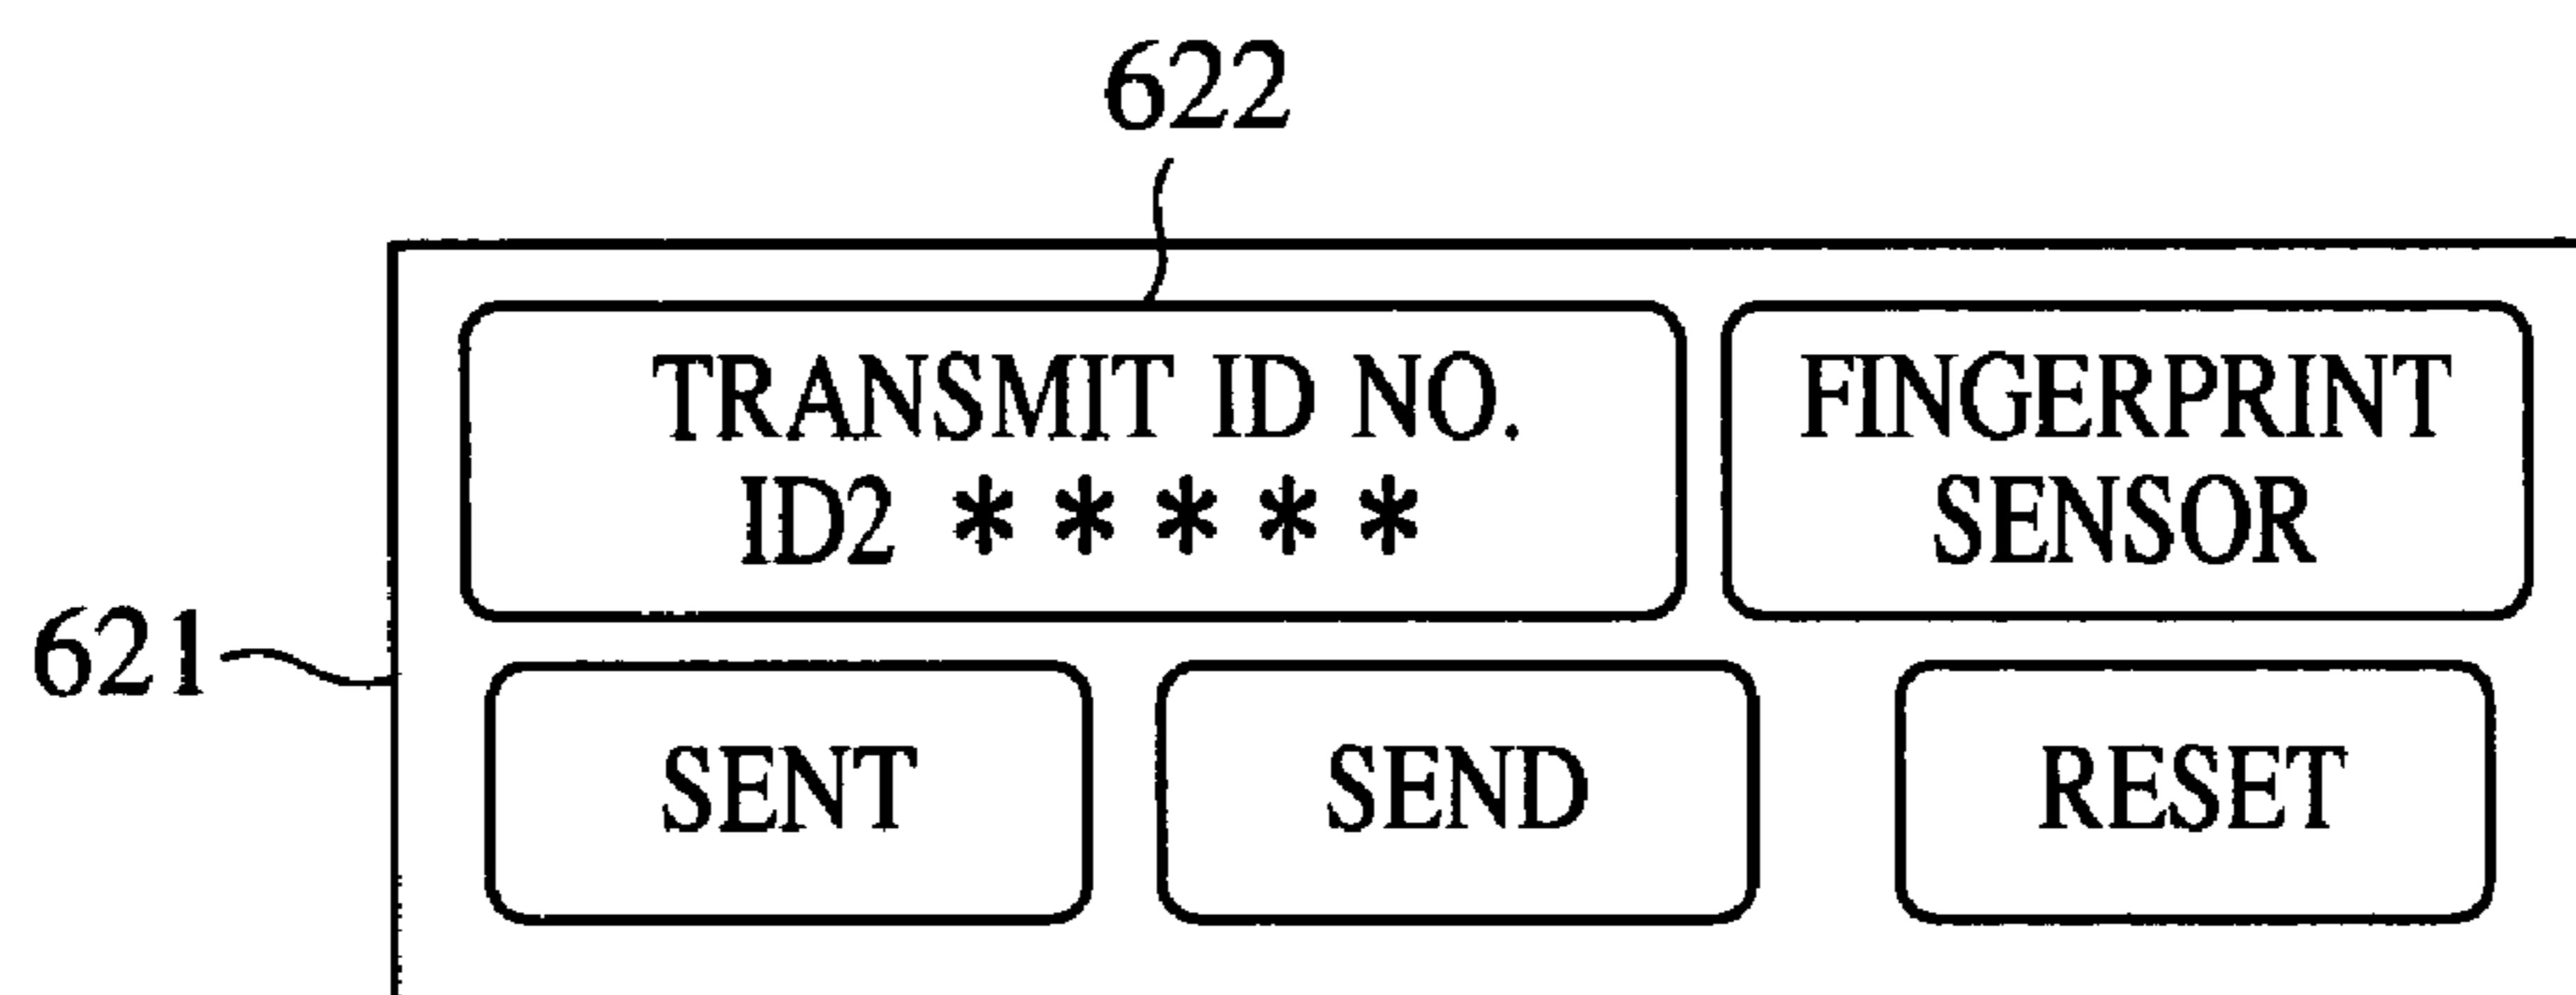 622
TRANSMIT ID NO.
ID2 * * * * *
FINGERPRINT
SENSOR
621
SENT
SEND
RESET